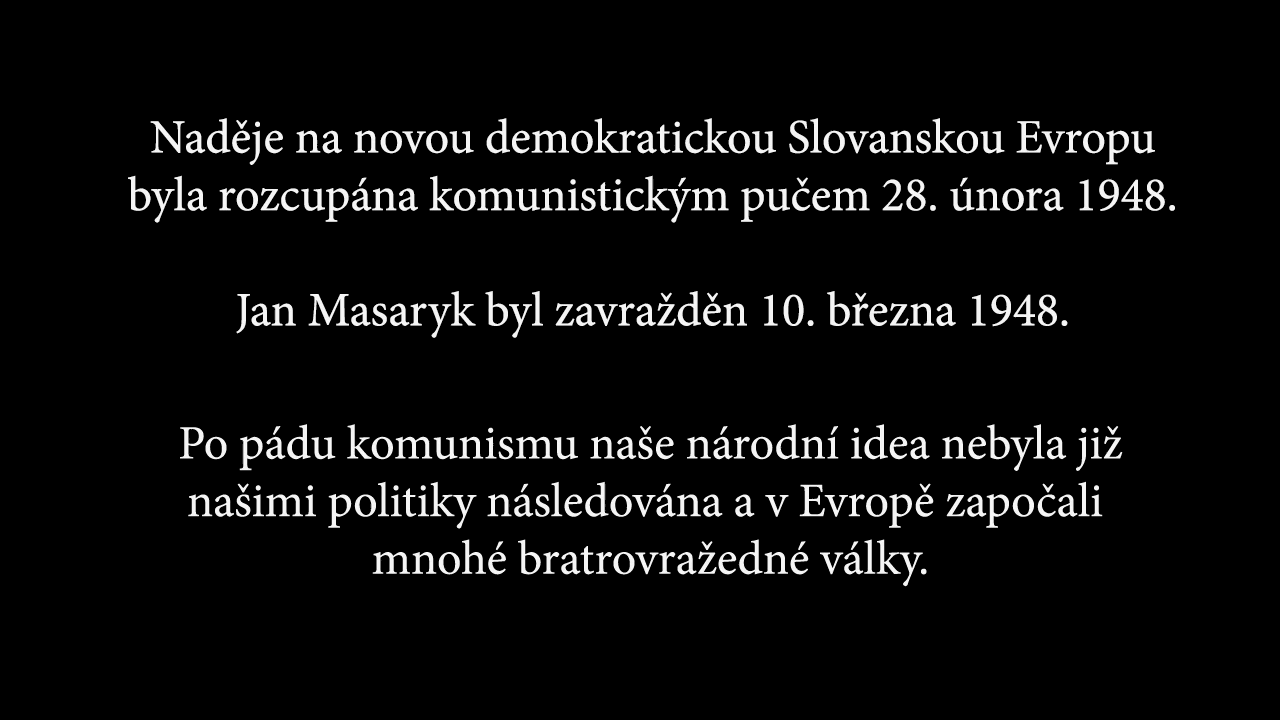 Naděje na novou demokratickou Slovanskou Evropu
byla rozcupána komunistickým pučem 28. února 1948.
Jan Masaryk byl zavražděn 10. března 1948.
Po pádu komunismu naše národní idea nebyla již
našimi politiky následována a v Evropě započali
mnohé bratrovražedné války.